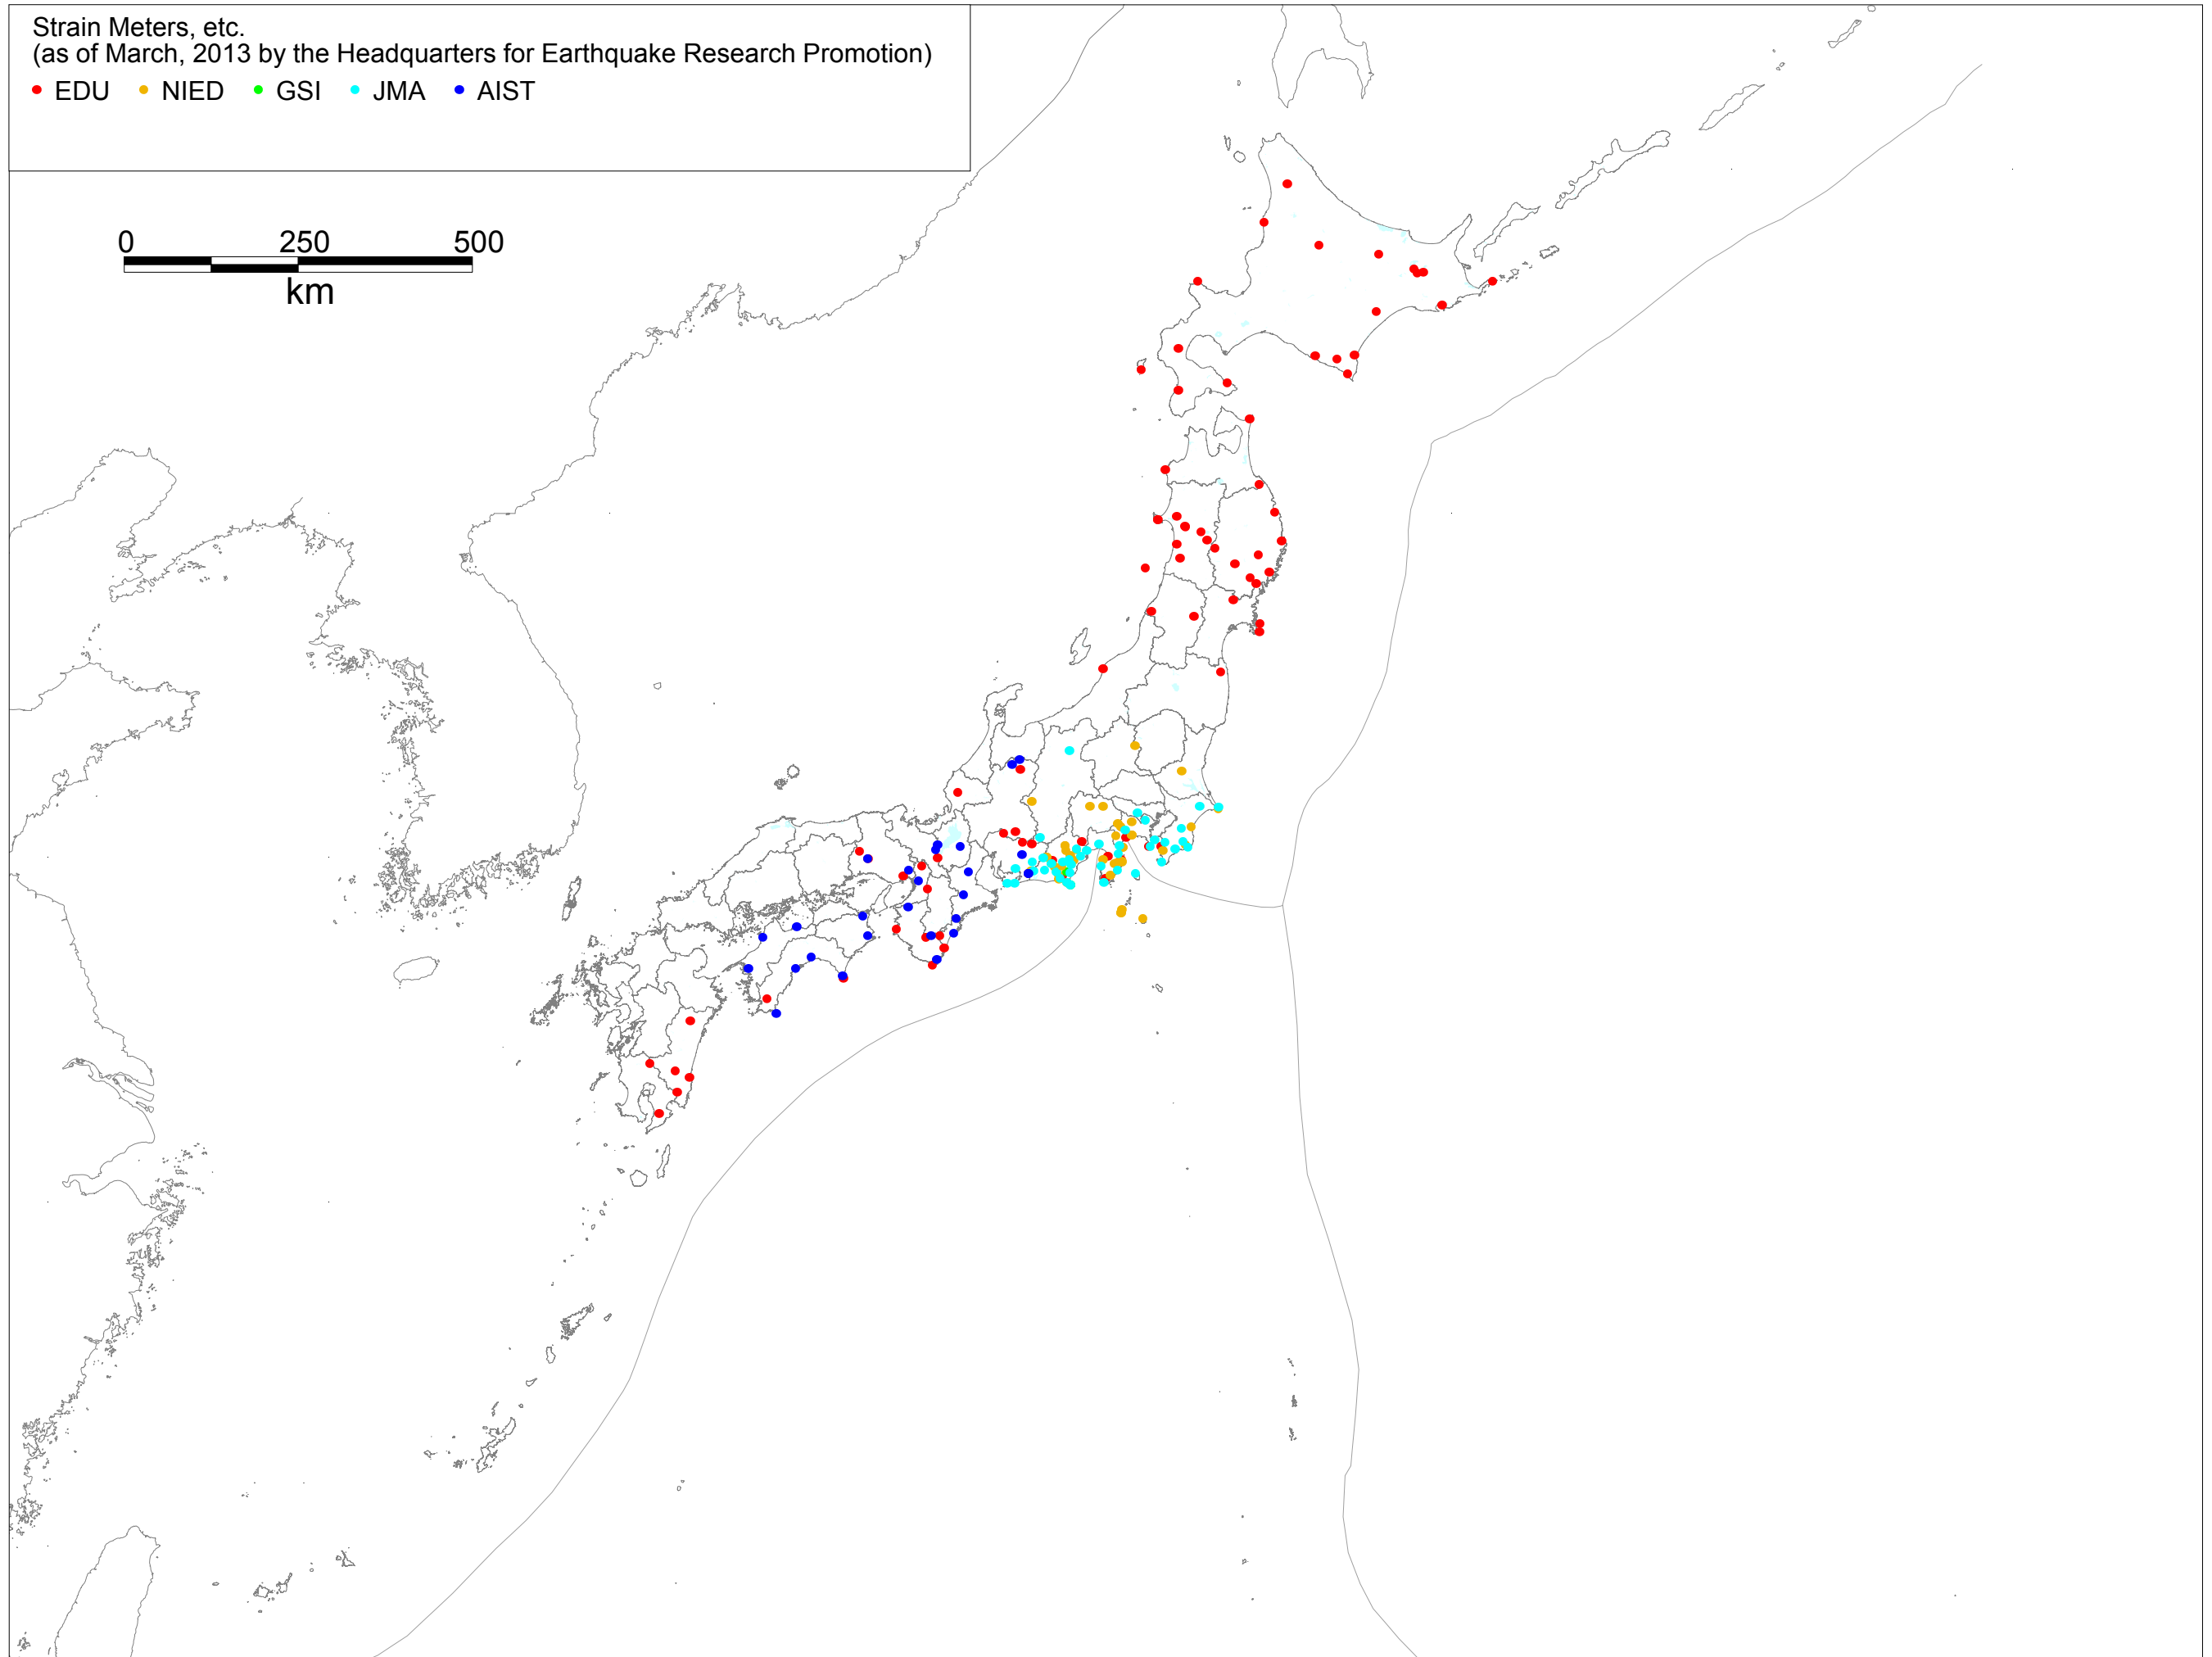 Strain Meters, etc.
(as of March, 2013 by the Headquarters for Earthquake Research Promotion)
EDU NIED GSI JMA AIST
0 250 500
km